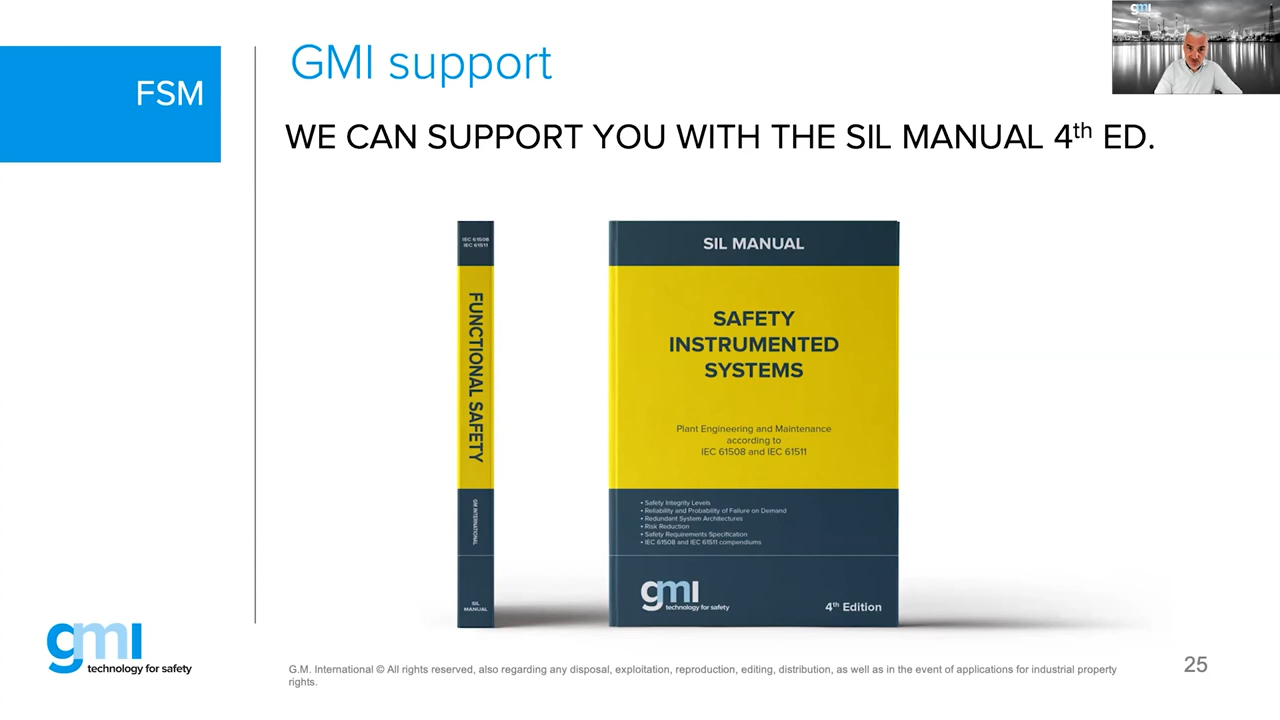 gmi
FSM
GMI support
WE CAN SUPPORT YOU WITH THE SIL MANUAL 4th ED.
IEC 61508
IEC 61511
FUNCTIONAL SAFETY
GM INTERNATIONAL
SIL
MANUAL
SIL MANUAL
SAFETY
INSTRUMENTED
SYSTEMS
Plant Engineering and Maintenance
according to
IEC 61508 and IEC 61511
• Safety Integrity Levels
• Reliability and Probability of Failure on Demand
• Redundant System Architectures
• Risk Reduction
• Safety Requirements Specification
• IEC 61508 and IEC 61511 compendiums
gmi
technology for safety
4th Edition
gmi
technology for safety
G.M. International © All rights reserved, also regarding any disposal, exploitation, reproduction, editing, distribution, as well as in the event of applications for industrial property
rights.
25